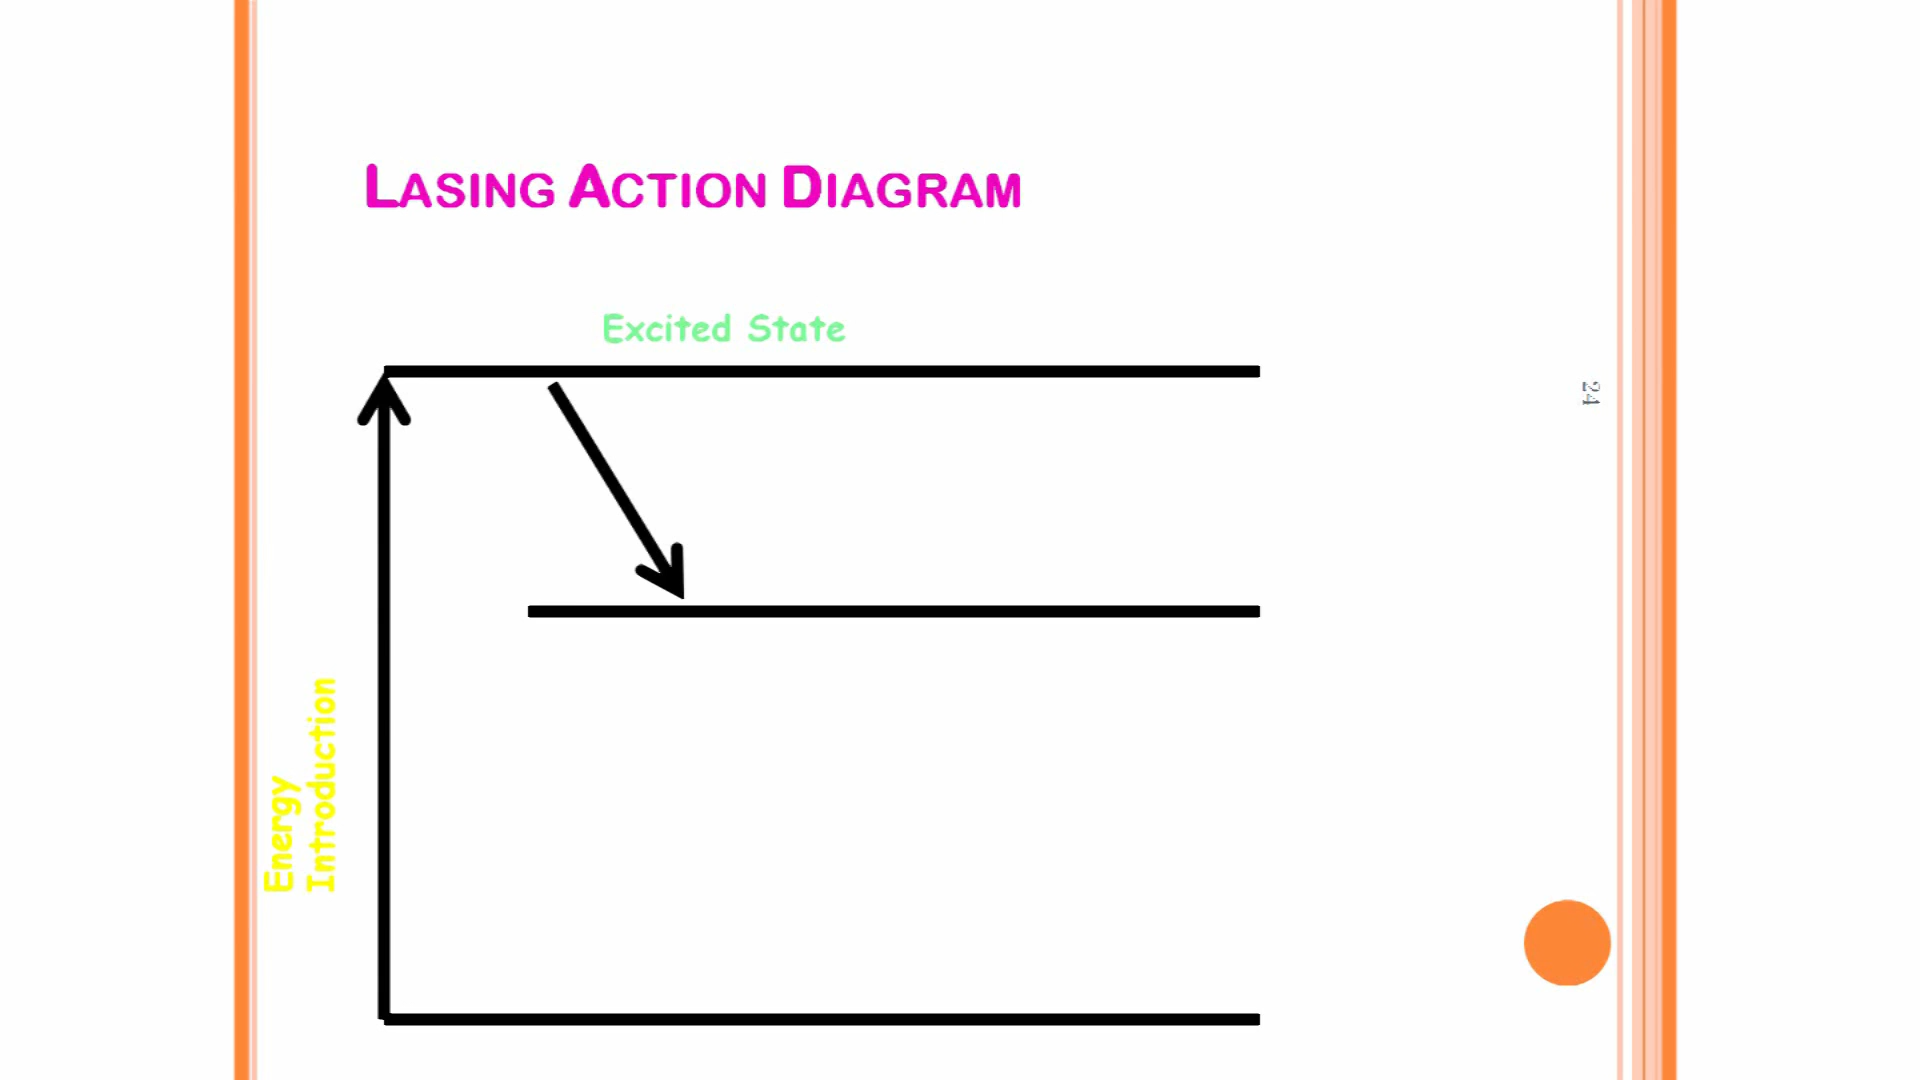 LASING ACTION DIAGRAM
Excited State
24
Energy
Introduction